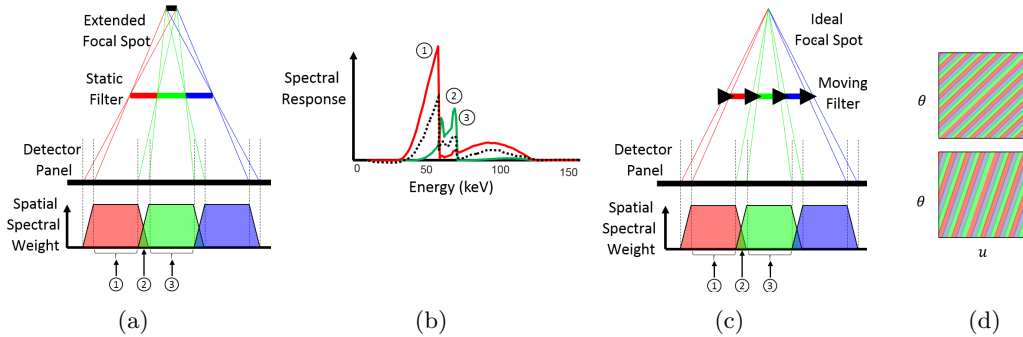 Extended
Focal Spot
Static
Filter
Detector
Panel
Spatial
Spectral
Weight
① ② ③
(a)
Spectral
Response
①
②
③
0 50 100 150
Energy (keV)
(b)
Ideal
Focal Spot
Moving
Filter
Detector
Panel
Spatial
Spectral
Weight
① ② ③
(c)
θ
θ
u
(d)